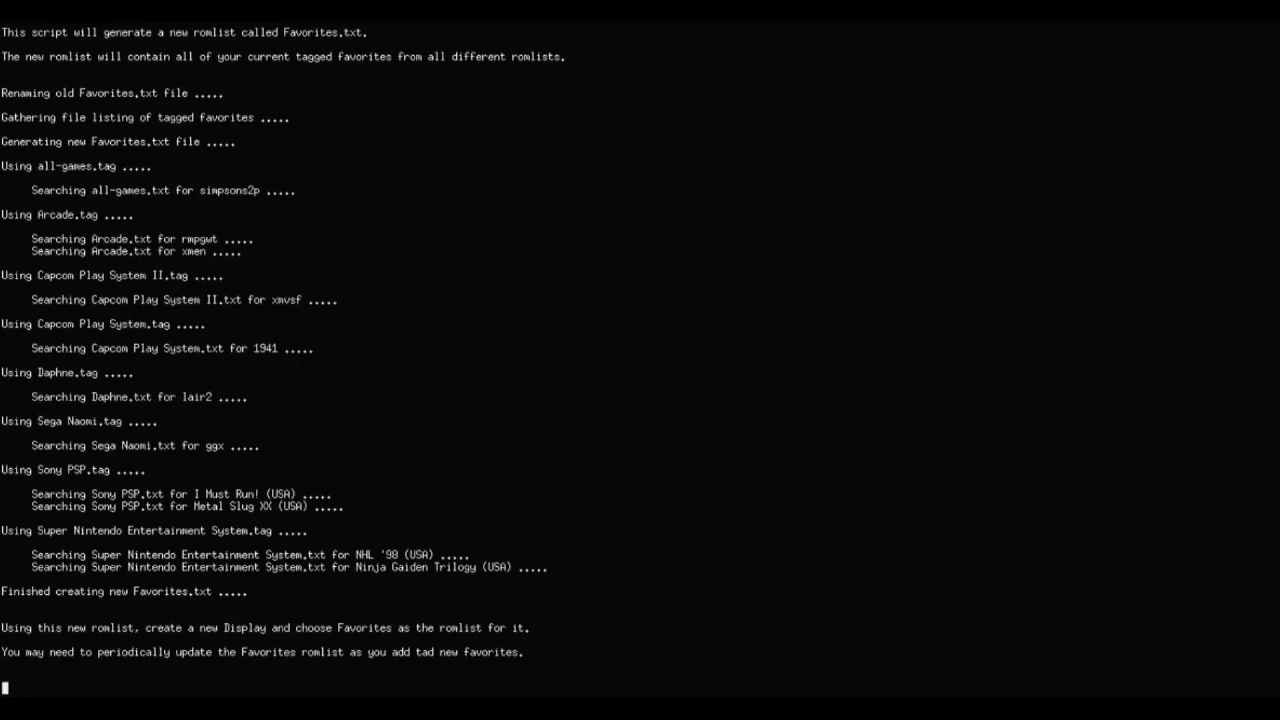 This script will generate a new romlist called Favorites.txt.
The new romlist will contain all of your current tagged favorites from all different romlists.
Renaming old Favorites.txt file .....
Gathering file listing of tagged favorites .....
Generating new Favorites.txt file .....
Using all-games.tag .....
Searching all-games.txt for simpsons2p .....
Using Arcade.tag .....
Searching Arcade.txt for rmpgwt .....
Searching Arcade.txt for xmen .....
Using Capcom Play System II.tag .....
Searching Capcom Play System II.txt for xmvsf .....
Using Capcom Play System.tag .....
Searching Capcom Play System.txt for 1941 .....
Using Daphne.tag .....
Searching Daphne.txt for lair2 .....
Using Sega Naomi.tag .....
Searching Sega Naomi.txt for ggx .....
Using Sony PSP.tag .....
Searching Sony PSP.txt for I Must Run! (USA) .....
Searching Sony PSP.txt for Metal Slug XX (USA) .....
Using Super Nintendo Entertainment System.tag .....
Searching Super Nintendo Entertainment System.txt for NHL '98 (USA) .....
Searching Super Nintendo Entertainment System.txt for Ninja Gaiden Trilogy (USA) .....
Finished creating new Favorites.txt .....
Using this new romlist, create a new Display and choose Favorites as the romlist for it.
You may need to periodically update the Favorites romlist as you add tad new favorites.